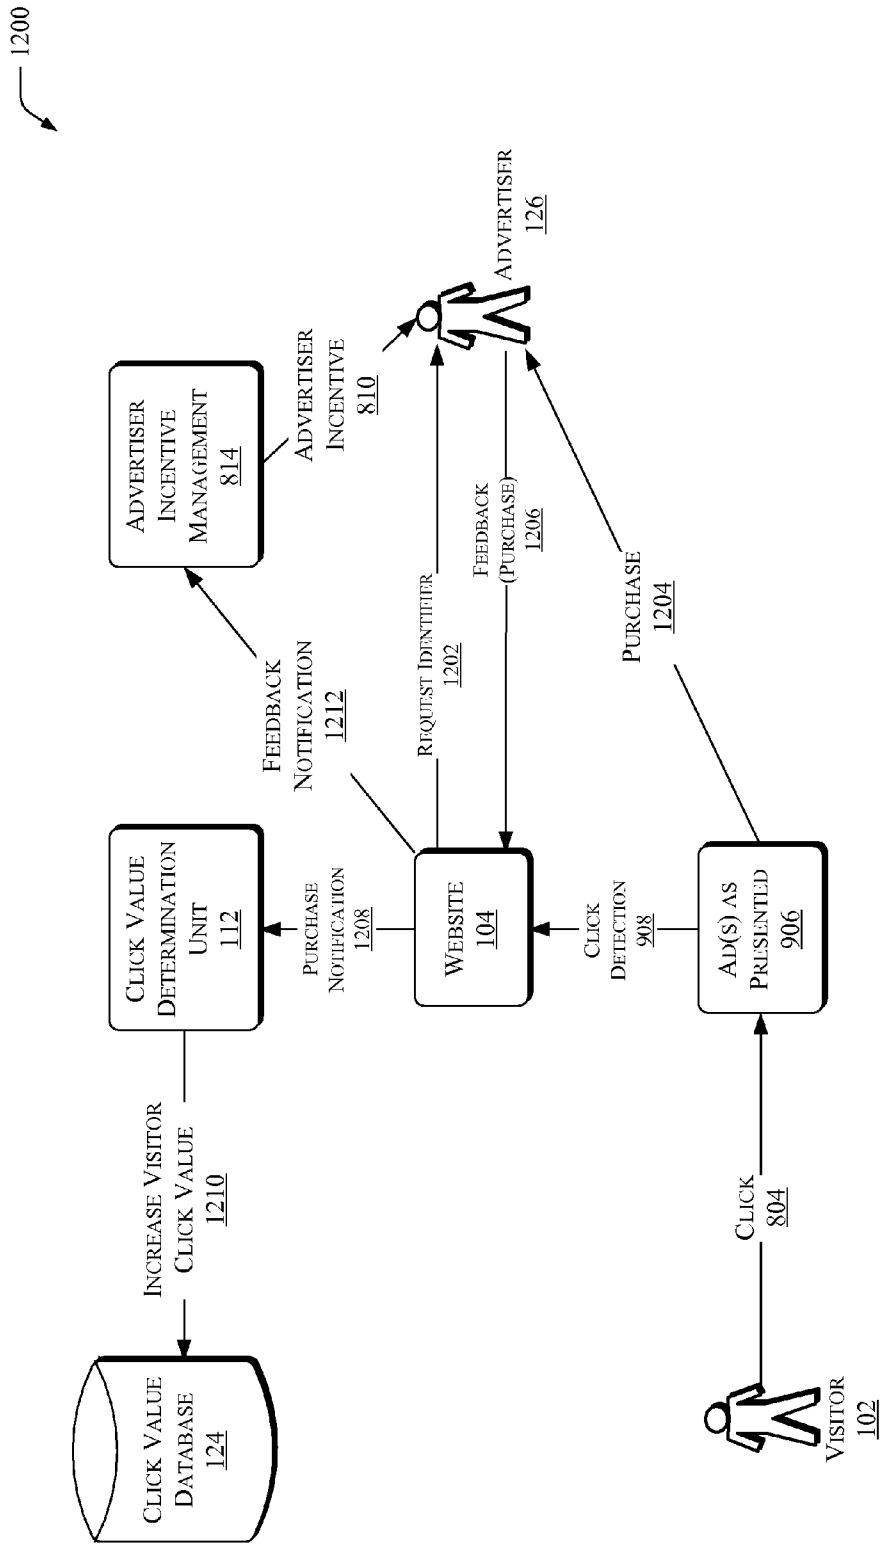 1200
CLICK VALUE
DATABASE
124
INCREASE VISITOR
CLICK VALUE
1210
CLICK VALUE
DETERMINATION
UNIT
112
FEEDBACK
NOTIFICATION
1212
ADVERTISER
INCENTIVE
MANAGEMENT
814
ADVERTISER
INCENTIVE
810
PURCHASE
NOTIFICATION
1208
WEBSITE
104
REQUEST IDENTIFIER
1202
FEEDBACK
(PURCHASE)
1206
ADVERTISER
126
CLICK
DETECTION
908
PURCHASE
1204
VISITOR
102
CLICK
804
AD(S) AS
PRESENTED
906